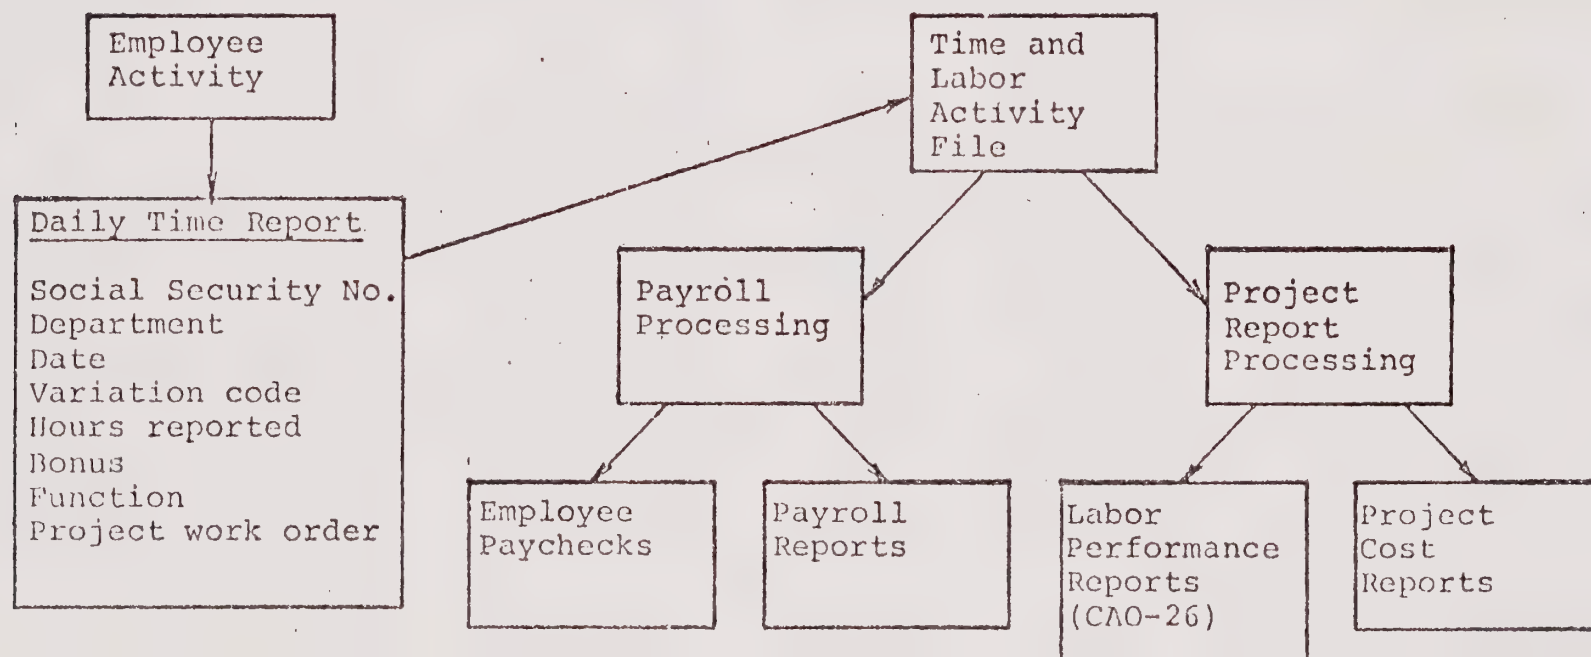 Employee
Activity
Daily Time Report
Social Security No.
Department
Date
Variation code
Hours reported
Bonus
Function
Project work order
Time and
Labor
Activity
File
Payroll
Processing
Project
Report
Processing
Employee
Paychecks
Payroll
Reports
Labor
Performance
Reports
(CAO-26)
Project
Cost
Reports